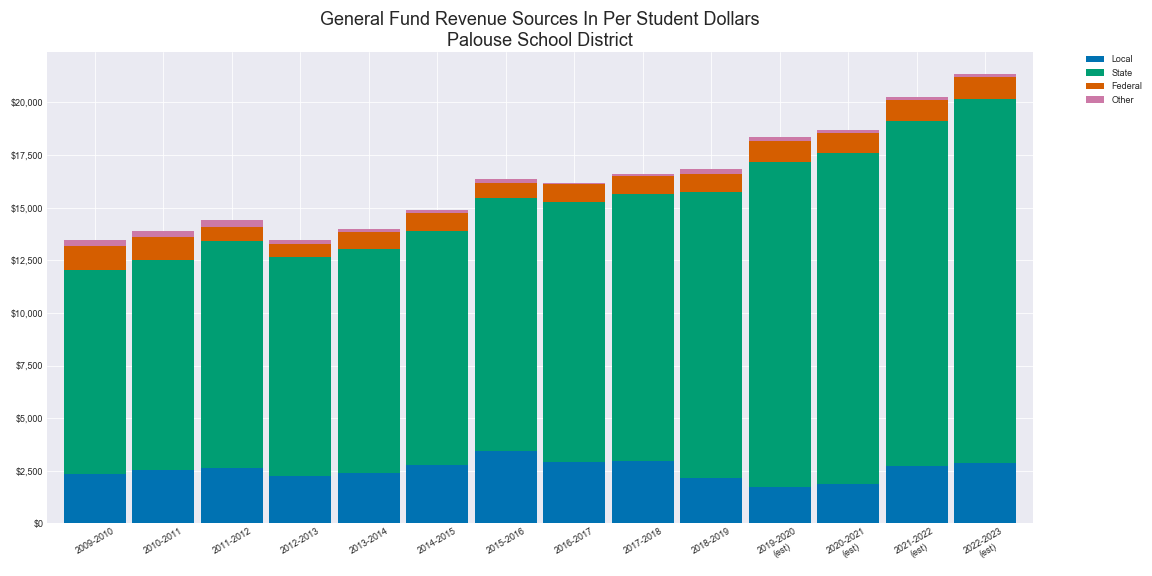 General Fund Revenue Sources In Per Student Dollars
Palouse School District
Local
State
Federal
Other
$20,000
$17,500
$15,000
$12,500
$10,000
$7,500
$5,000
$2,500
$0
2009-2010
2010-2011
2011-2012
2012-2013
2013-2014
2014-2015
2015-2016
2016-2017
2017-2018
2018-2019
2019-2020
(est)
2020-2021
(est)
2021-2022
(est)
2022-2023
(est)